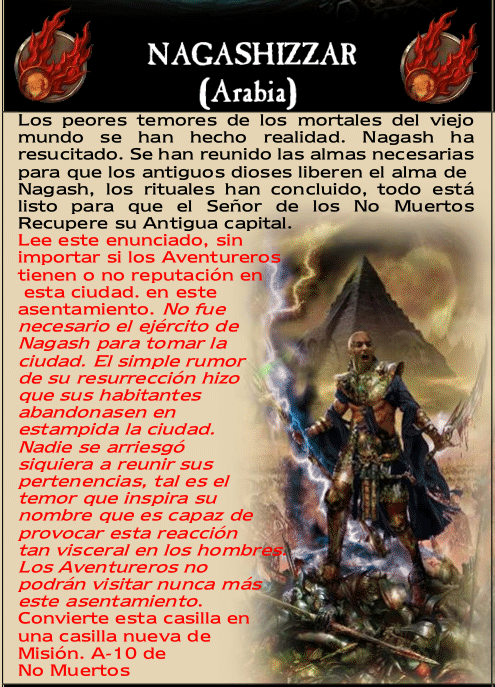 NAGASHIZZAR
(Arabia)
Los peores temores de los mortales del viejo
mundo se han hecho realidad. Nagash ha
resucitado. Se han reunido las almas necesarias
para que los antiguos dioses liberen el alma de
Nagash, los rituales han concluido, todo está
listo para que el Señor de los No Muertos
Recupere su Antigua capital.
Lee este enunciado, sin
importar si los Aventureros
tienen o no reputación en
esta ciudad. en este
asentamiento. No fue
necesario el ejército de
Nagash para tomar la
ciudad. El simple rumor
de su resurrección hizo
que sus habitantes
abandonasen en
estampida la ciudad.
Nadie se arriesgó
siquiera a reunir sus
pertenencias, tal es el
temor que inspira su
nombre que es capaz de
provocar esta reacción
tan visceral en los hombres.
Los Aventureros no
podrán visitar nunca más
este asentamiento.
Convierte esta casilla en
una casilla nueva de
Misión. A-10 de
No Muertos